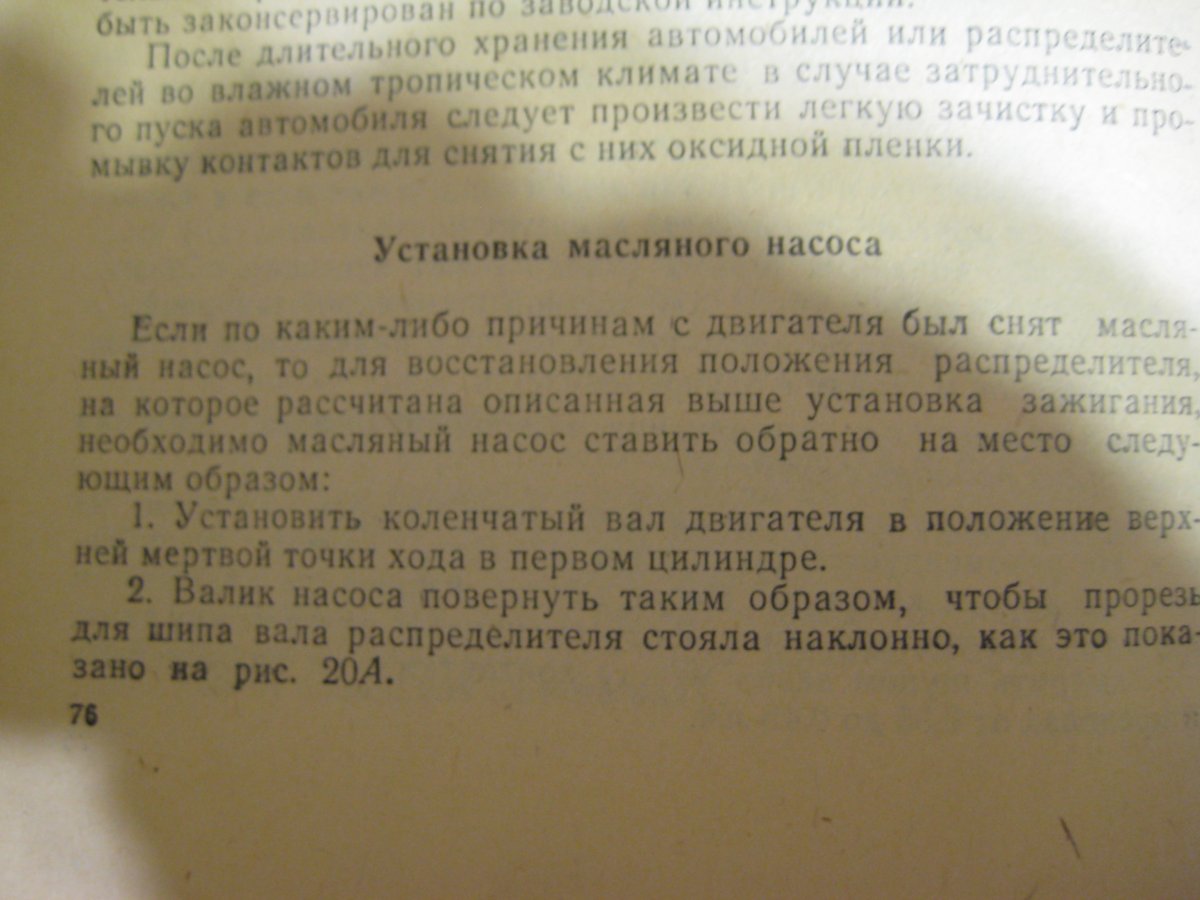 быть законсервирован по заводской инструкции.
После длительного хранения автомобилей или распределите-
лей во влажном тропическом климате в случае затруднительно-
го пуска автомобиля следует произвести легкую зачистку и про-
мывку контактов для снятия с них оксидной пленки.
Установка масляного насоса
Если по каким-либо причинам с двигателя был снят масля-
ный насос, то для восстановления положения распределителя,
на которое рассчитана описанная выше установка зажигания,
необходимо масляный насос ставить обратно на место следу-
ющим образом:
1. Установить коленчатый вал двигателя в положение верх-
ней мертвой точки хода в первом цилиндре.
2. Валик насоса повернуть таким образом, чтобы прорезь
для шипа вала распределителя стояла наклонно, как это пока-
зано на рис. 20А.
76